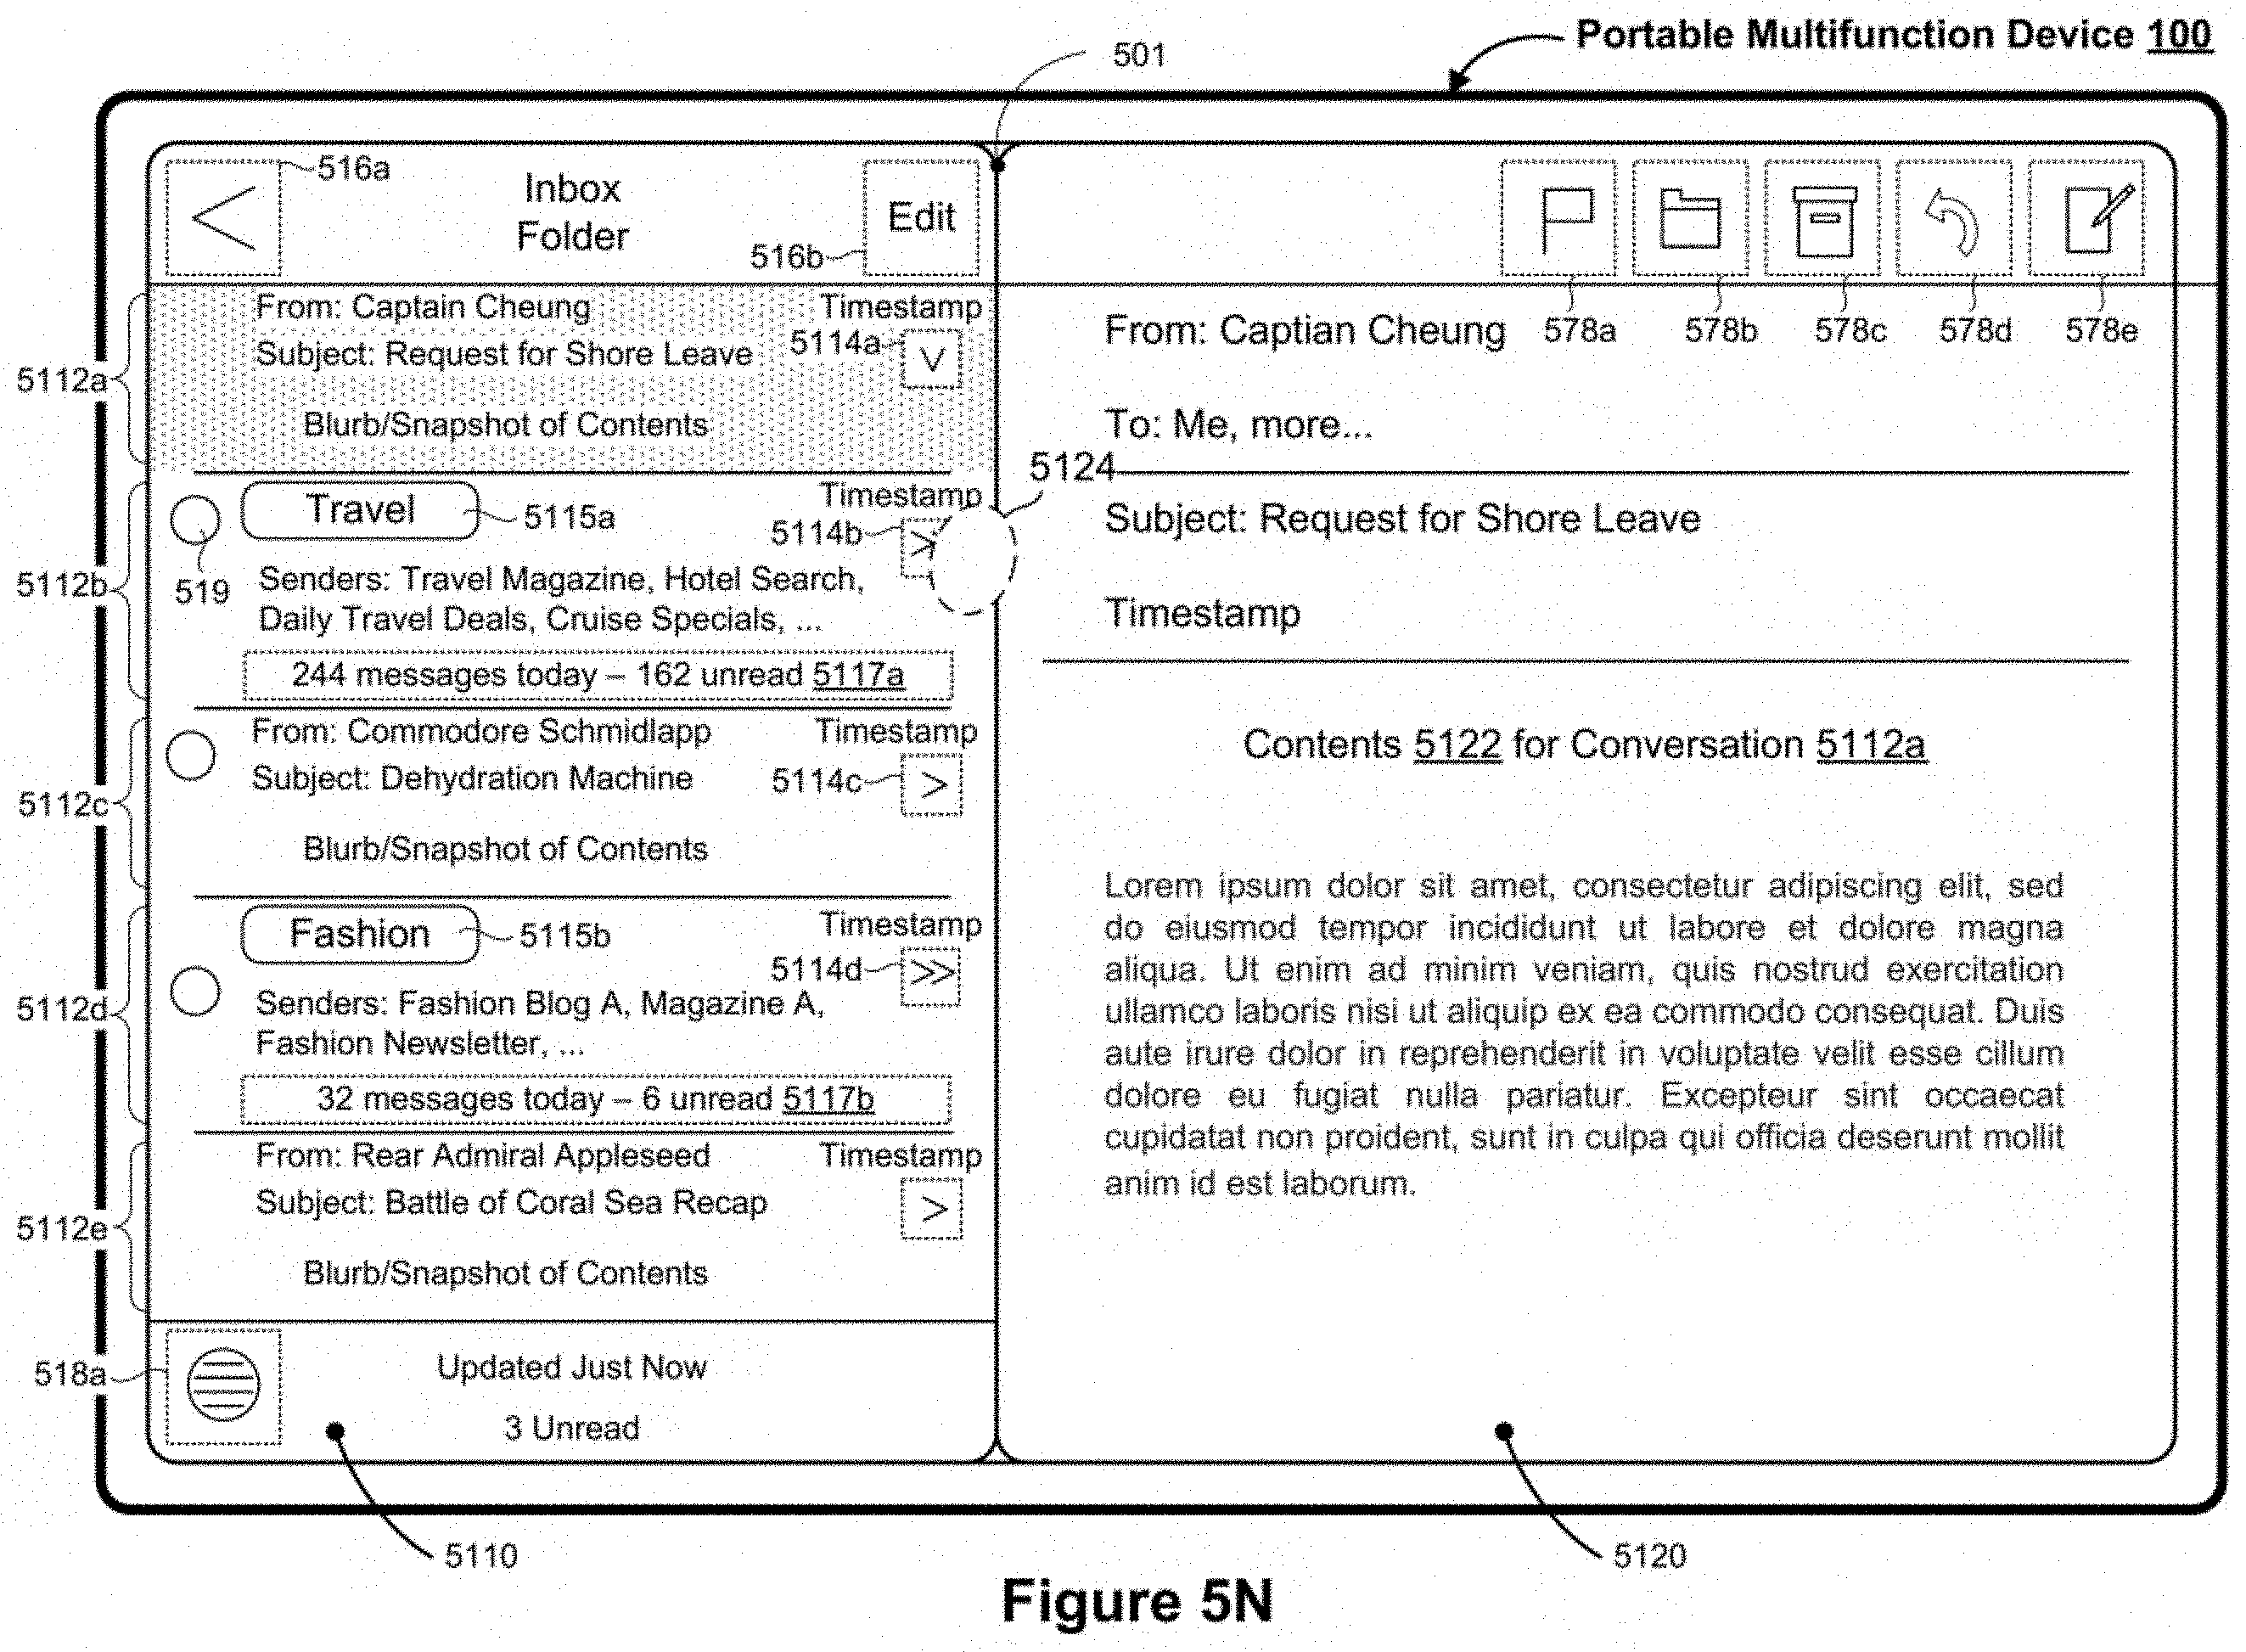 Portable Multifunction Device 100
501
516a
Inbox
Folder
Edit
516b
From: Captain Cheung
Timestamp
Subject: Request for Shore Leave
5114a
5112a
Blurb/Snapshot of Contents
Travel
5115a
Timestamp
5114b
5124
519
5112b
Senders: Travel Magazine, Hotel Search,
Daily Travel Deals, Cruise Specials, ...
244 messages today – 162 unread 5117a
From: Commodore Schmidlapp
Timestamp
Subject: Dehydration Machine
5114c
5112c
Blurb/Snapshot of Contents
Fashion
5115b
Timestamp
5114d
5112d
Senders: Fashion Blog A, Magazine A,
Fashion Newsletter, ...
32 messages today – 6 unread 5117b
From: Rear Admiral Appleseed
Timestamp
Subject: Battle of Coral Sea Recap
5112e
Blurb/Snapshot of Contents
518a
Updated Just Now
3 Unread
5110
578a
578b
578c
578d
578e
From: Captian Cheung
To: Me, more...
Subject: Request for Shore Leave
Timestamp
Contents 5122 for Conversation 5112a
Lorem ipsum dolor sit amet, consectetur adipiscing elit, sed
do eiusmod tempor incididunt ut labore et dolore magna
aliqua. Ut enim ad minim veniam, quis nostrud exercitation
ullamco laboris nisi ut aliquip ex ea commodo consequat. Duis
aute irure dolor in reprehenderit in voluptate velit esse cillum
dolore eu fugiat nulla pariatur. Excepteur sint occaecat
cupidatat non proident, sunt in culpa qui officia deserunt mollit
anim id est laborum.
5120
Figure 5N